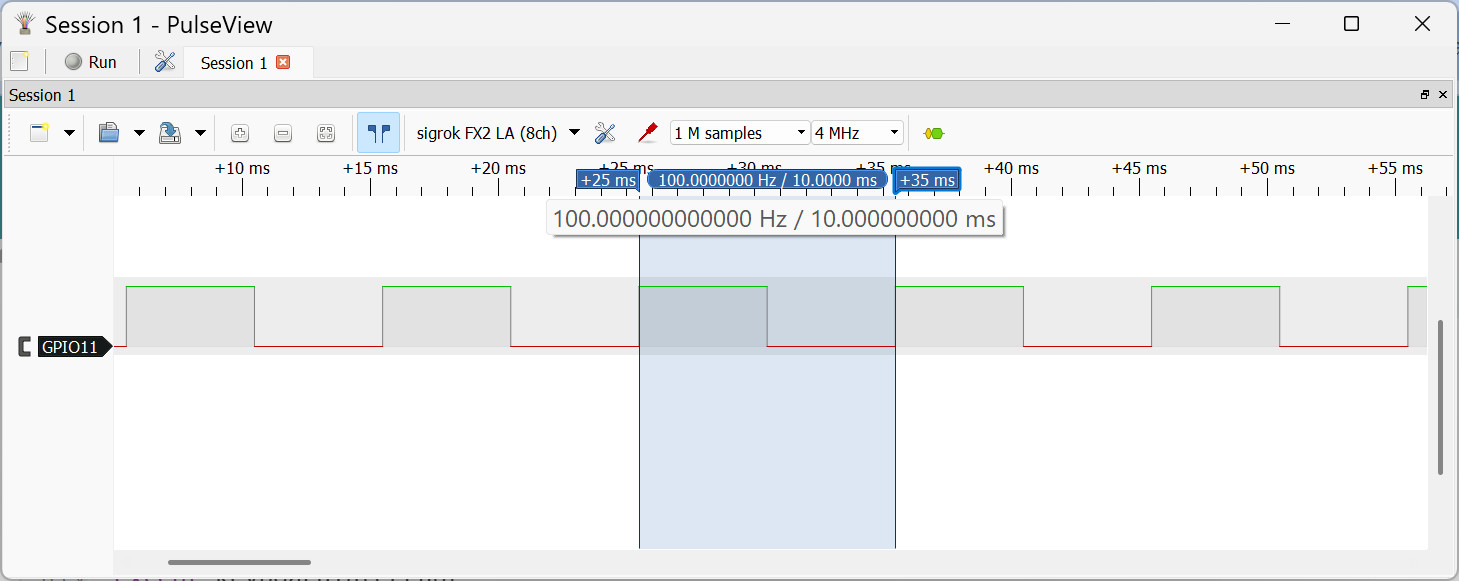 Session 1 - PulseView
Run
Session 1
Session 1
sigrok FX2 LA (8ch)
1 M samples
4 MHz
+10 ms +15 ms +20 ms +25 ms +30 ms +35 ms +40 ms +45 ms +50 ms +55 ms
+25 ms 100.0000000 Hz / 10.0000 ms +35 ms
100.000000000000 Hz / 10.000000000 ms
GPIO11